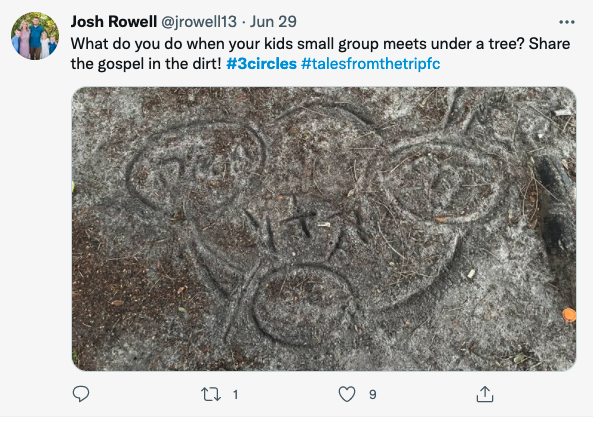 Josh Rowell @jrowell13 · Jun 29
What do you do when your kids small group meets under a tree? Share
the gospel in the dirt! #3circles #talesfromthetripfc
1
9